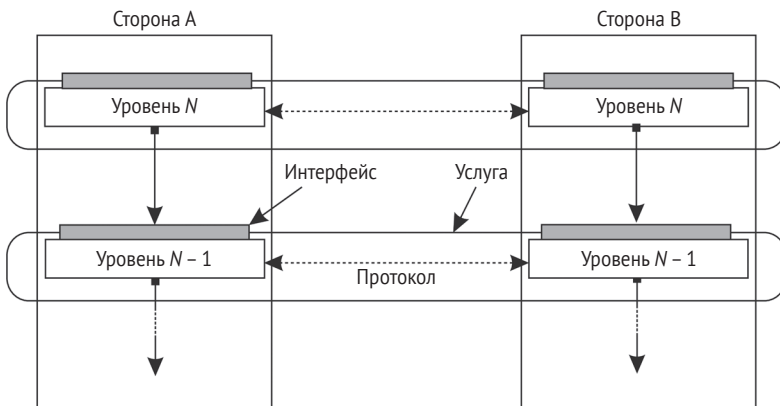 Сторона A
Сторона B
Уровень N
Уровень N
Интерфейс
Услуга
Уровень N – 1
Уровень N – 1
Протокол